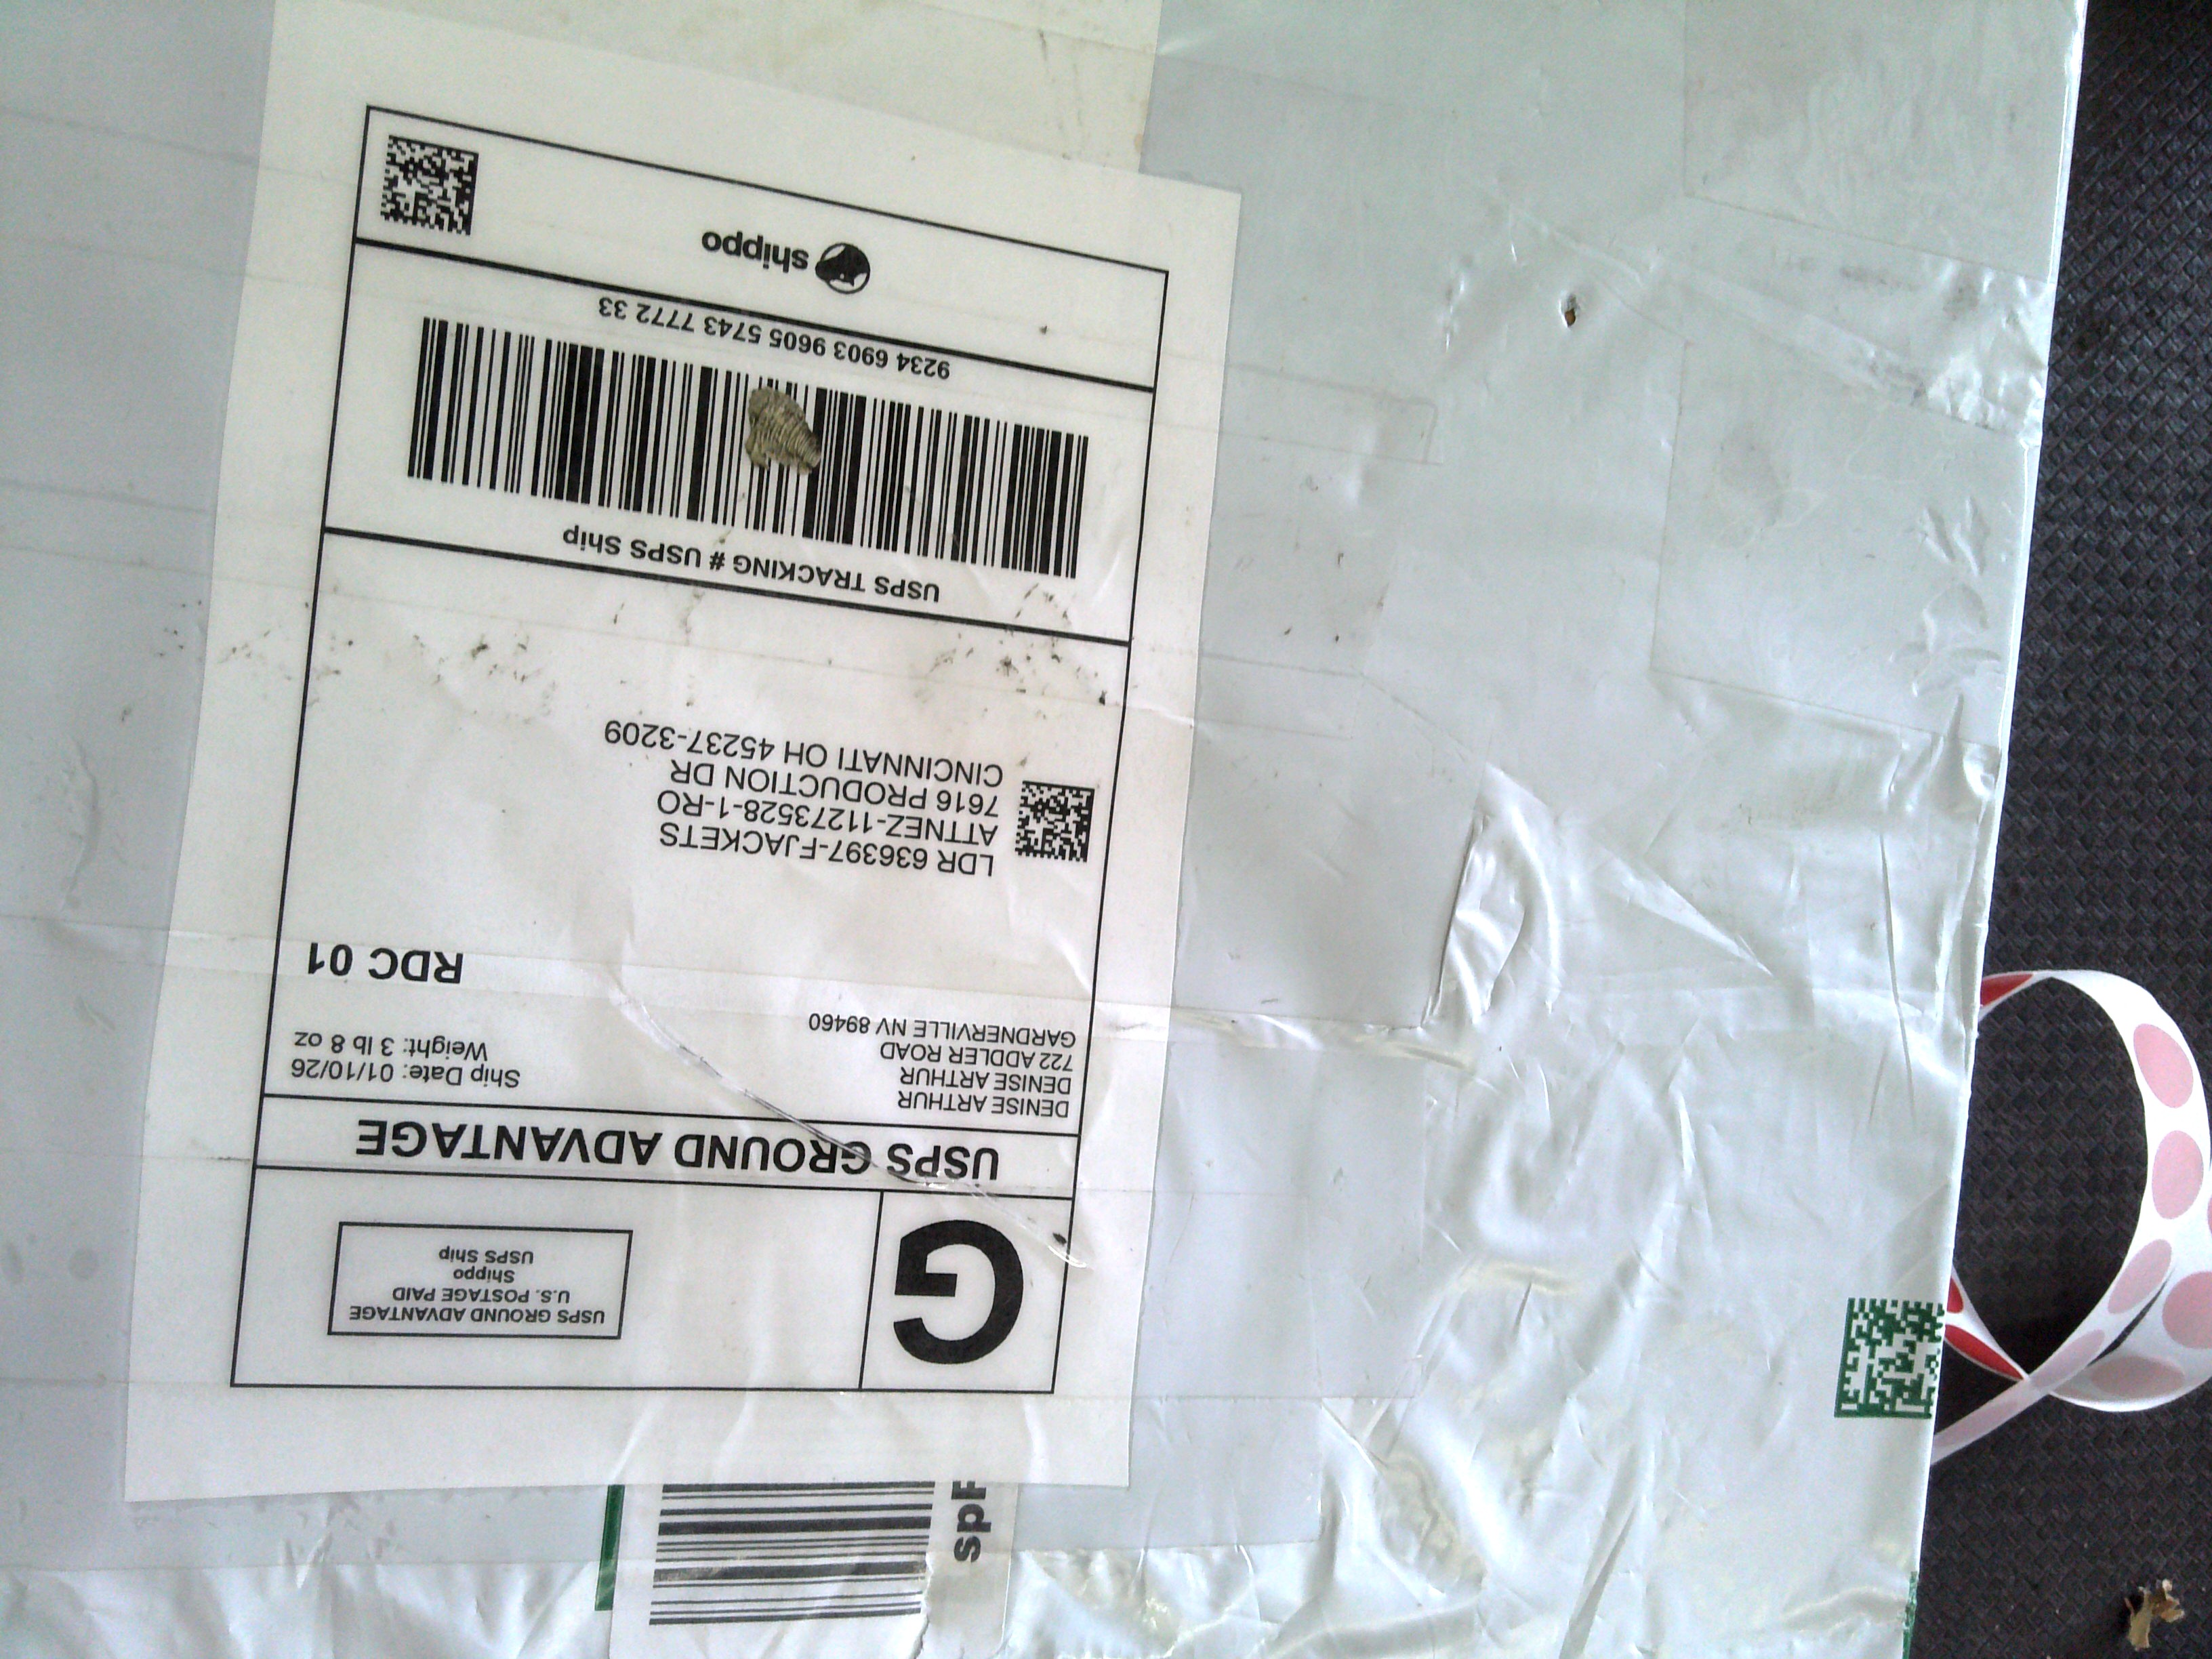 G
USPS GROUND ADVANTAGE
U.S. POSTAGE PAID
Shippo
USPS Ship
USPS GROUND ADVANTAGE
DENISE ARTHUR
DENISE ARTHUR
722 ADDLER ROAD
GARDNERVILLE NV 89460
Ship Date: 01/10/26
Weight: 3 lb 8 oz
RDC 01
LDR 636397-FJACKETS
ATTNEZ-11273528-1-RO
7616 PRODUCTION DR
CINCINNATI OH 45237-3209
USPS TRACKING # USPS Ship
9234 6903 9605 5743 7772 33
shippo